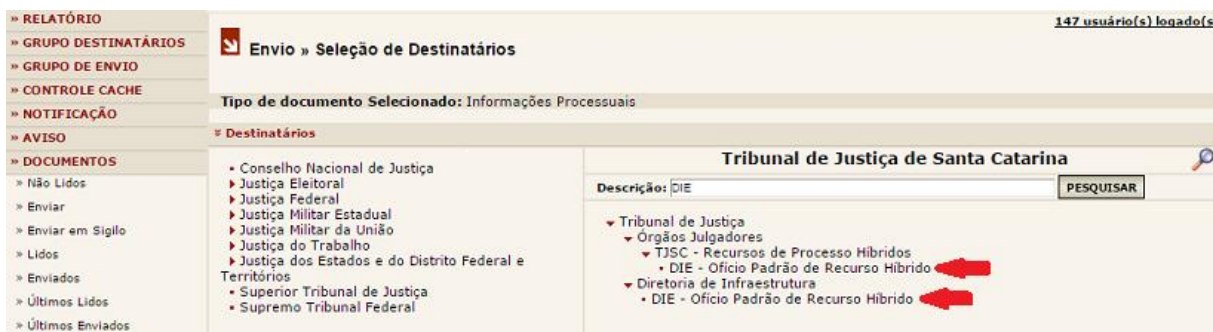 » RELATÓRIO
» GRUPO DESTINATÁRIOS
» GRUPO DE ENVIO
» CONTROLE CACHE
» NOTIFICAÇÃO
» AVISO
» DOCUMENTOS
» Não Lidos
» Enviar
» Enviar em Sigilo
» Lidos
» Enviados
» Últimos Lidos
» Últimos Enviados
147 usuário(s) logado(s
Envio » Seleção de Destinatários
Tipo de documento Selecionado: Informações Processuais
Destinatários
Conselho Nacional de Justiça
Justiça Eleitoral
Justiça Federal
Justiça Militar Estadual
Justiça Militar da União
Justiça do Trabalho
Justiça dos Estados e do Distrito Federal e
Territórios
Superior Tribunal de Justiça
Supremo Tribunal Federal
Tribunal de Justiça de Santa Catarina
Descrição: DIE PESQUISAR
Tribunal de Justiça
Órgãos Julgadores
TJSC - Recursos de Processo Híbridos
DIE - Ofício Padrão de Recurso Híbrido
Diretoria de Infraestrutura
DIE - Ofício Padrão de Recurso Híbrido